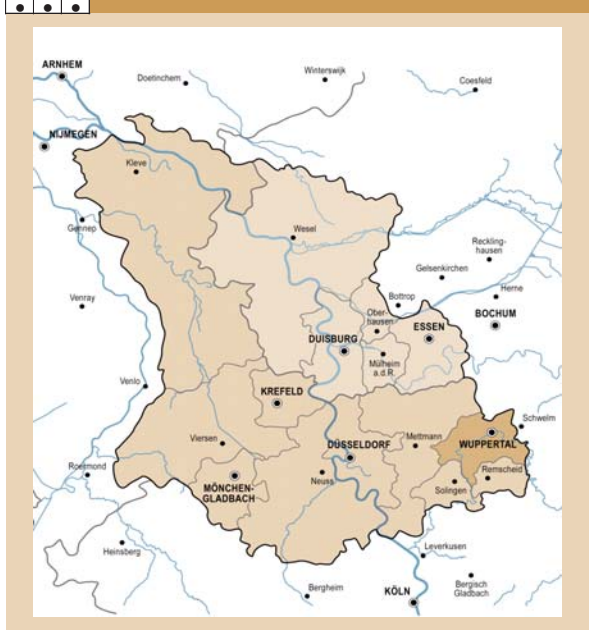 ARNHEM
Doetinchem
Winterswijk
Coesfeld
NIJMEGEN
Kleve
Gennep
Wesel
Reckling-
hausen
Gelsenkirchen
Venray
Bottrop
Herne
Ober-
hausen
ESSEN
BOCHUM
DUISBURG
Mülheim
a.d.R.
Venlo
KREFELD
Schwelm
Viersen
DÜSSELDORF
Mettmann
WUPPERTAL
Roermond
MÖNCHEN-
GLADBACH
Neuss
Remscheid
Solingen
Heinsberg
Leverkusen
Bergheim
KÖLN
Bergisch
Gladbach